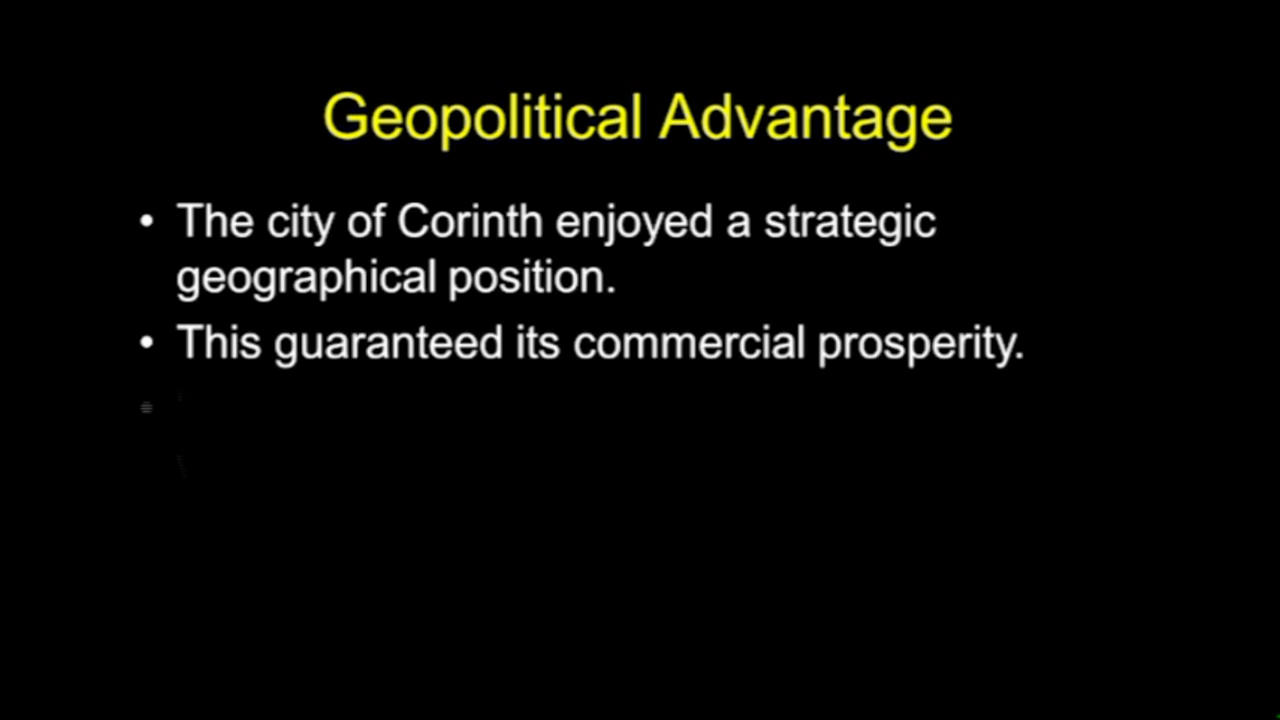 Geopolitical Advantage
• The city of Corinth enjoyed a strategic
geographical position.
• This guaranteed its commercial prosperity.
•